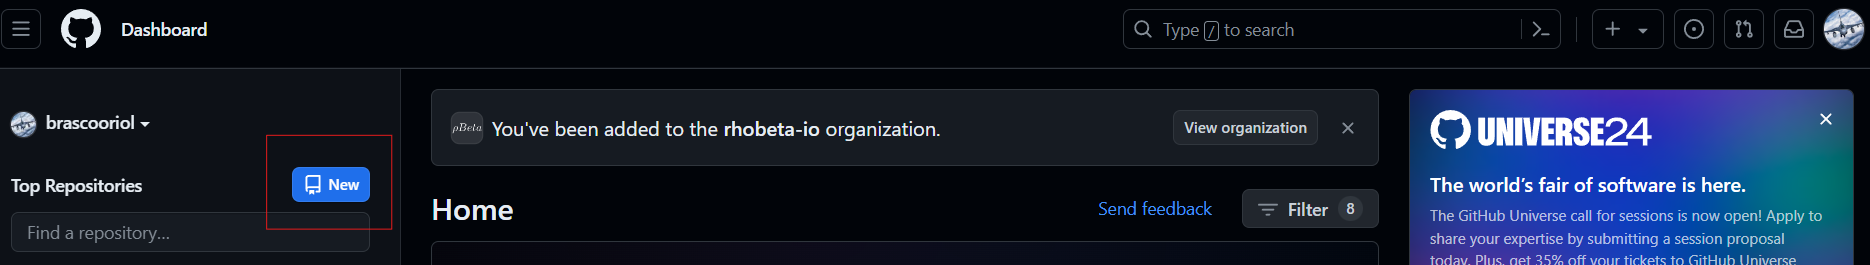 Dashboard
Type / to search
brascooriol
Top Repositories
New
Find a repository...
ρBeta
You've been added to the rhobeta-io organization.
View organization
Home
Send feedback
Filter 8
UNIVERSE24
The world's fair of software is here.
The GitHub Universe call for sessions is now open! Apply to
share your expertise by submitting a session proposal
today. Plus, get 35% off your tickets to GitHub Universe